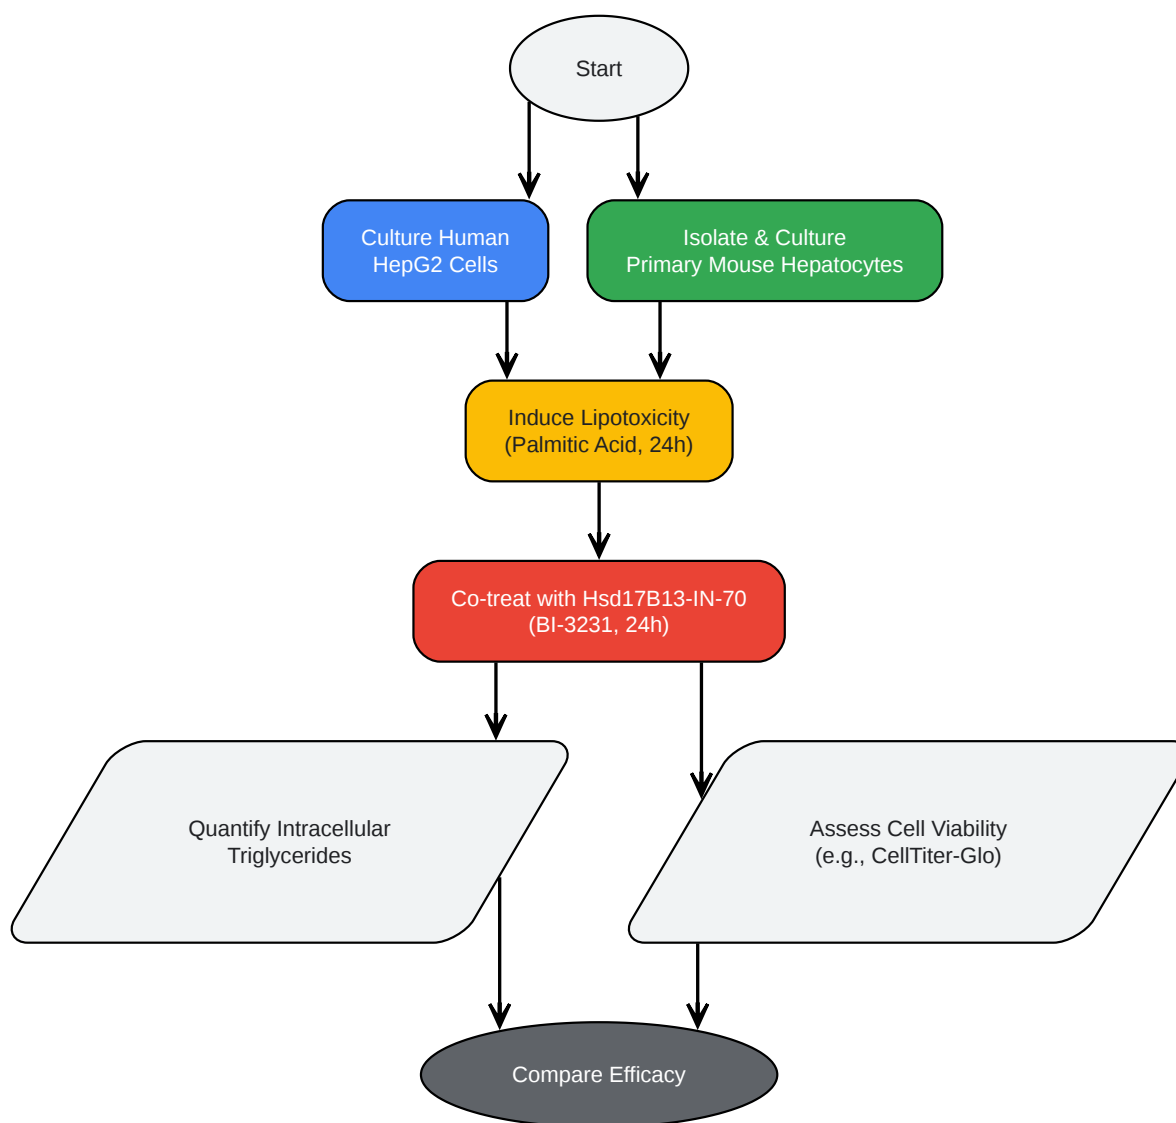 Start
Culture Human
HepG2 Cells
Isolate & Culture
Primary Mouse Hepatocytes
Induce Lipotoxicity
(Palmitic Acid, 24h)
Co-treat with Hsd17B13-IN-70
(BI-3231, 24h)
Quantify Intracellular
Triglycerides
Assess Cell Viability
(e.g., CellTiter-Glo)
Compare Efficacy